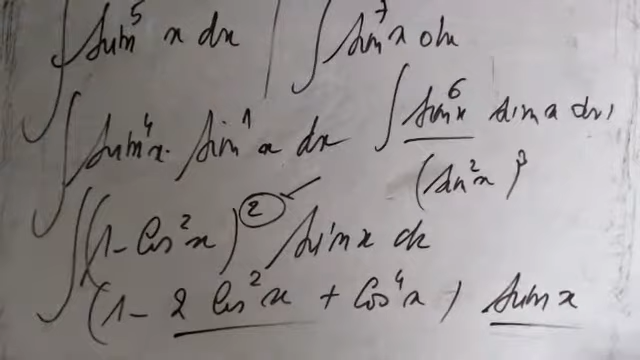 ∫ sin⁵ x dx | ∫ sin⁷ x dx
∫ sin⁴x · sin¹ x dx ∫ sin⁶x sin x dx
(sin²x)³
∫ (1 - cos²x)² sin x dx
(1 - 2 cos²x + cos⁴x) sin x